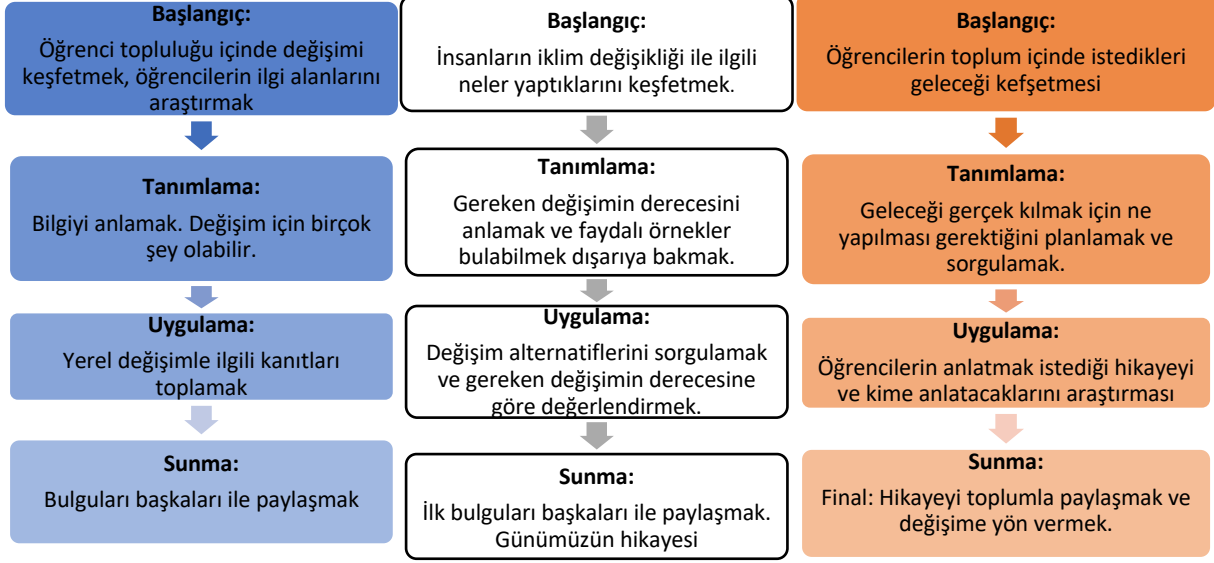 Başlangıç:
Öğrenci topluluğu içinde değişimi
keşfetmek, öğrencilerin ilgi alanlarını
araştırmak
Tanımlama:
Bilgiyi anlamak. Değişim için birçok
şey olabilir.
Uygulama:
Yerel değişimle ilgili kanıtları
toplamak
Sunma:
Bulguları başkaları ile paylaşmak
Başlangıç:
İnsanların iklim değişikliği ile ilgili
neler yaptıklarını keşfetmek.
Tanımlama:
Gereken değişimin derecesini
anlamak ve faydalı örnekler
bulabilmek dışarıya bakmak.
Uygulama:
Değişim alternatiflerini sorgulamak
ve gereken değişimin derecesine
göre değerlendirmek.
Sunma:
İlk bulguları başkaları ile paylaşmak.
Günümüzün hikayesi
Başlangıç:
Öğrencilerin toplum içinde istedikleri
geleceği kefşetmesi
Tanımlama:
Geleceği gerçek kılmak için ne
yapılması gerektiğini planlamak ve
sorgulamak.
Uygulama:
Öğrencilerin anlatmak istediği hikayeyi
ve kime anlatacaklarını araştırması
Sunma:
Final: Hikayeyi toplumla paylaşmak ve
değişime yön vermek.